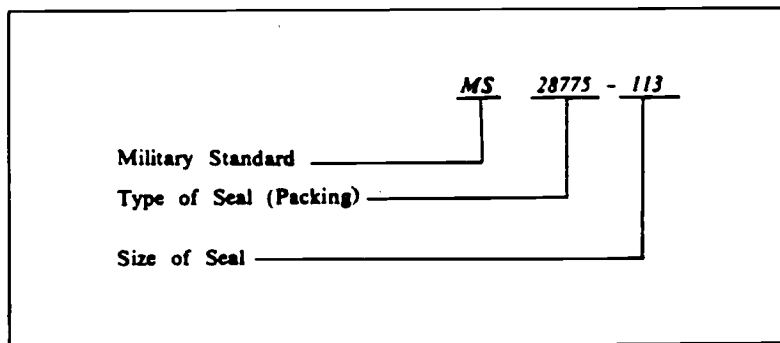 MS 28775 - 113
Military Standard
Type of Seal (Packing)
Size of Seal